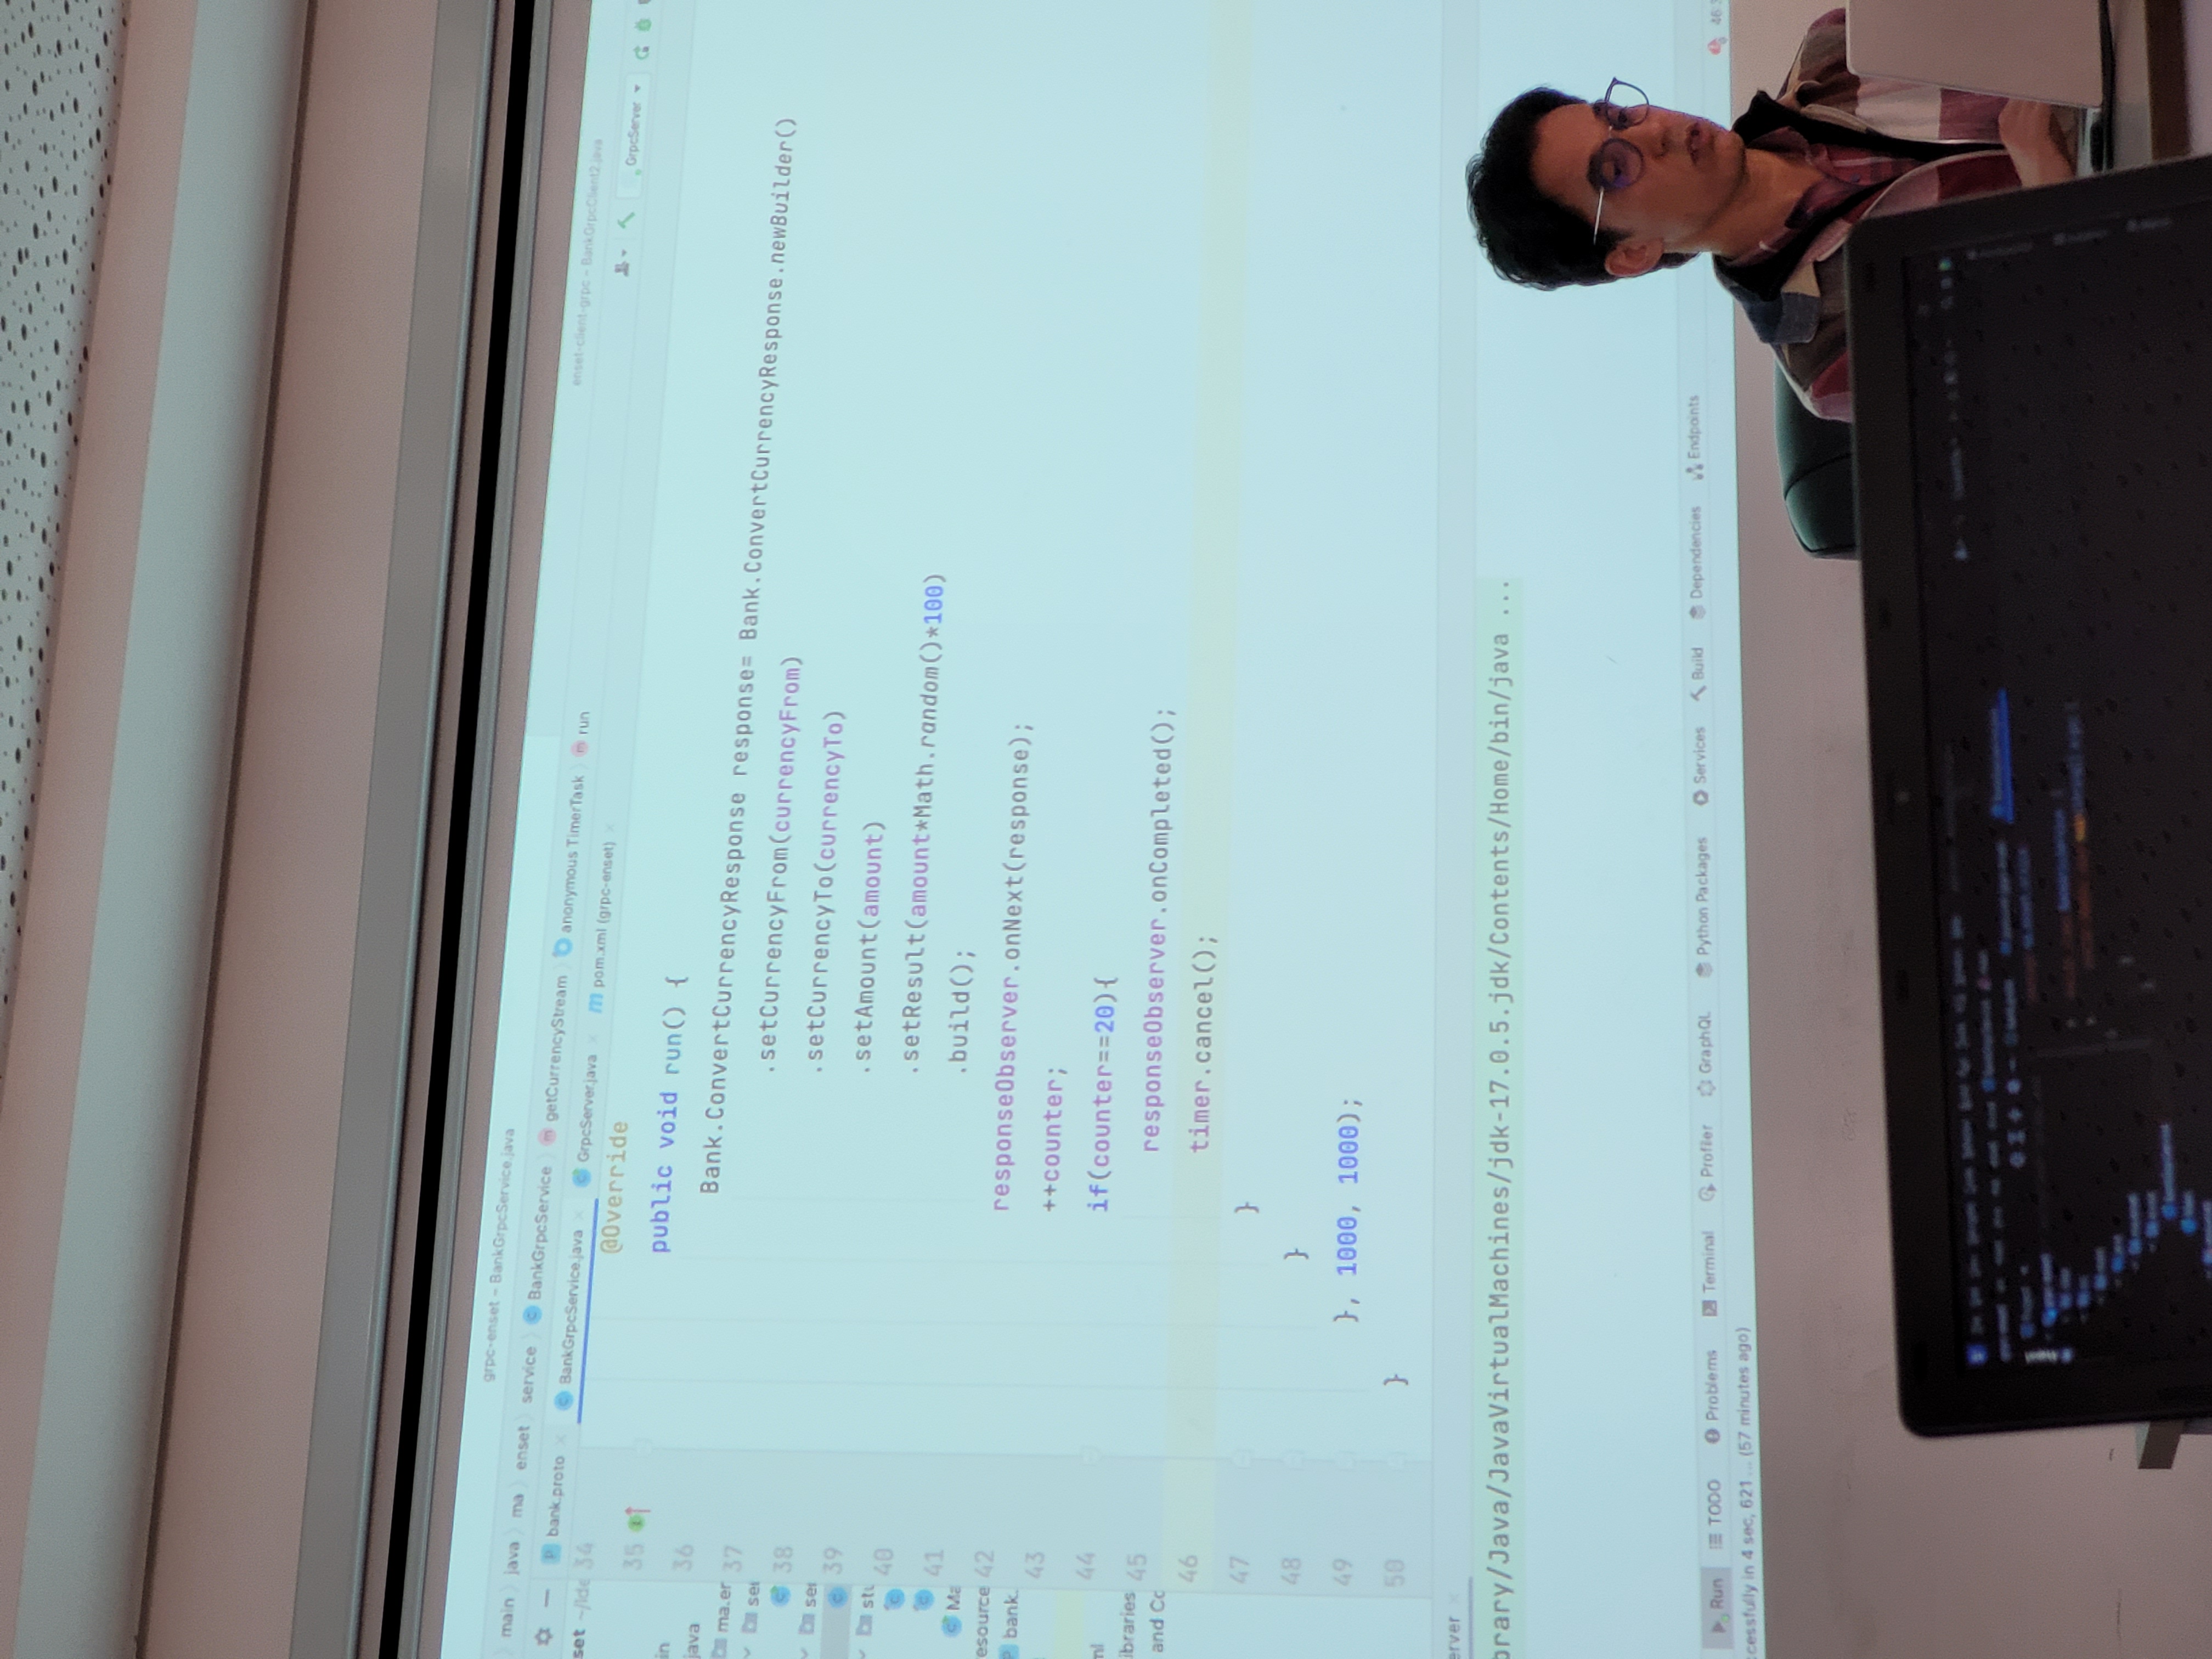 grpc-enset – BankGrpcService.java
main java ma enset service BankGrpcService getCurrencyStream anonymous TimerTask run
enset-client-grpc – BankGrpcClient2.java
bank.proto BankGrpcService.java GrpcServer.java pom.xml (grpc-enset)
GrpcServer
34 @Override
35 public void run() {
36 Bank.ConvertCurrencyResponse response= Bank.ConvertCurrencyResponse.newBuilder()
37 .setCurrencyFrom(currencyFrom)
38 .setCurrencyTo(currencyTo)
39 .setAmount(amount)
40 .setResult(amount*Math.random()*100)
41 .build();
42 responseObserver.onNext(response);
43 ++counter;
44 if(counter==20){
45 responseObserver.onCompleted();
46 timer.cancel();
47 }
48 }
49 }, 1000, 1000);
50 }
set ~/Ide
in
java
ma.er
ser
ser
stu
Ma
esource
bank.
ml
ibraries
and Co
erver
brary/Java/JavaVirtualMachines/jdk-17.0.5.jdk/Contents/Home/bin/java ...
Run TODO Problems Terminal Profiler GraphQL Python Packages Services Build Dependencies Endpoints
ccessfully in 4 sec, 621 ... (57 minutes ago)
46:3